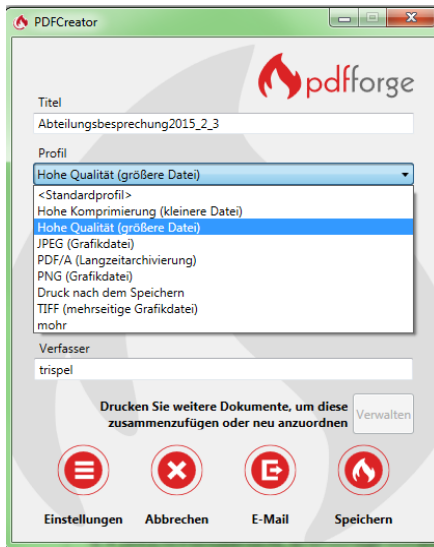 PDFCreator
pdfforge
Titel
Abteilungsbesprechung2015_2_3
Profil
Hohe Qualität (größere Datei)
<Standardprofil>
Hohe Komprimierung (kleinere Datei)
Hohe Qualität (größere Datei)
JPEG (Grafikdatei)
PDF/A (Langzeitarchivierung)
PNG (Grafikdatei)
Druck nach dem Speichern
TIFF (mehrseitige Grafikdatei)
mohr
Verfasser
trispel
Drucken Sie weitere Dokumente, um diese
zusammenzufügen oder neu anzuordnen
Verwalten
Einstellungen Abbrechen E-Mail Speichern